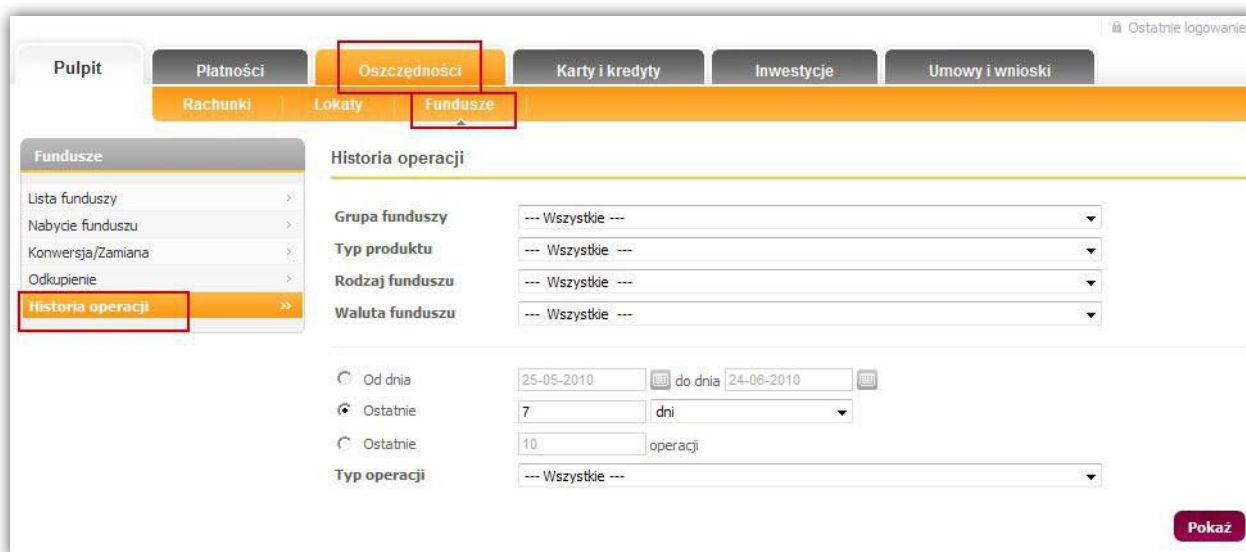 Ostatnie logowanie
Pulpit Płatności Oszczędności Karty i kredyty Inwestycje Umowy i wnioski
Rachunki Lokaty Fundusze
Fundusze
Lista funduszy
Nabycie funduszu
Konwersja/Zamiana
Odkupienie
Historia operacji
Historia operacji
Grupa funduszy --- Wszystkie ---
Typ produktu --- Wszystkie ---
Rodzaj funduszu --- Wszystkie ---
Waluta funduszu --- Wszystkie ---
Od dnia 25-05-2010 do dnia 24-06-2010
Ostatnie 7 dni
Ostatnie 10 operacji
Typ operacji --- Wszystkie ---
Pokaż